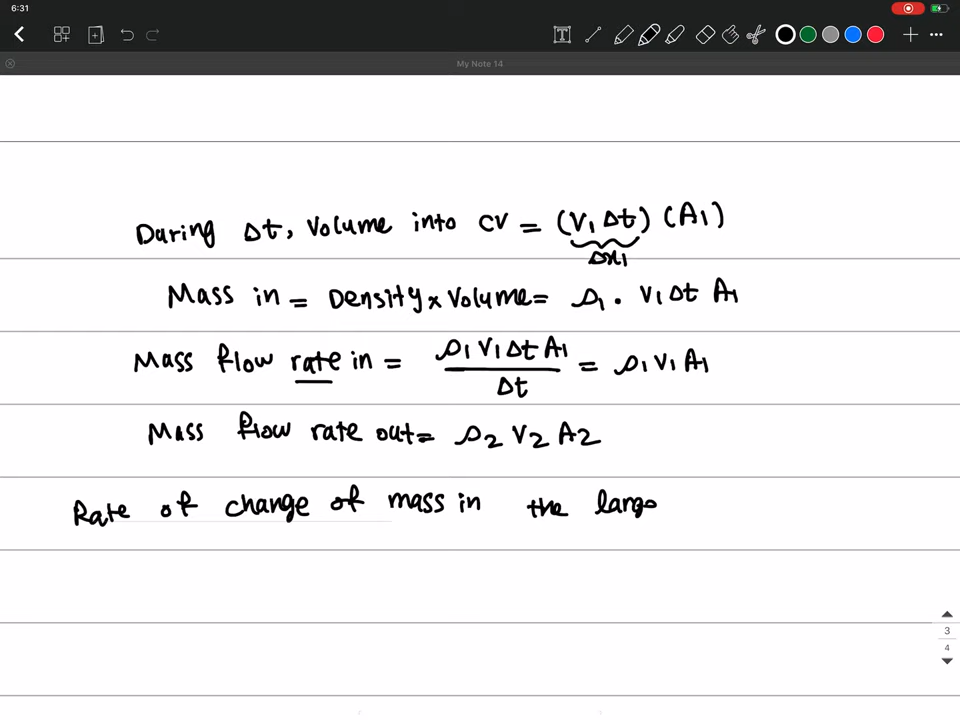 6:31
My Note 14
During Δt, Volume into CV = (V1 Δt) (A1)
Δx1
Mass in = Density × Volume = ρ1 · V1 Δt A1
Mass flow rate in = ρ1 V1 Δt A1 / Δt = ρ1 V1 A1
Mass flow rate out = ρ2 V2 A2
Rate of change of mass in the large
3
4